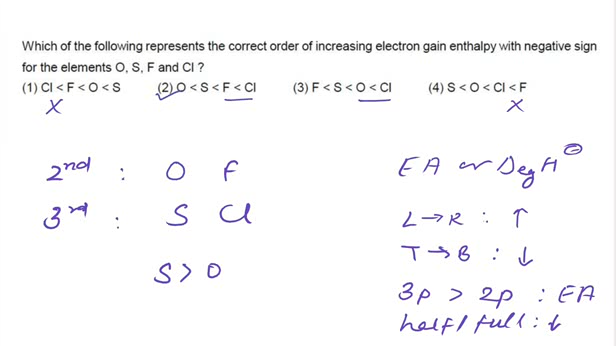 Which of the following represents the correct order of increasing electron gain enthalpy with negative sign
for the elements O, S, F and Cl ?
(1) Cl < F < O < S (2) O < S < F < Cl (3) F < S < O < Cl (4) S < O < Cl < F
X X
2nd : O F EA or ΔegH⊖
3rd : S Cl L → R : ↑
T → B : ↓
S > O
3p > 2p : EA
half/full : ↓